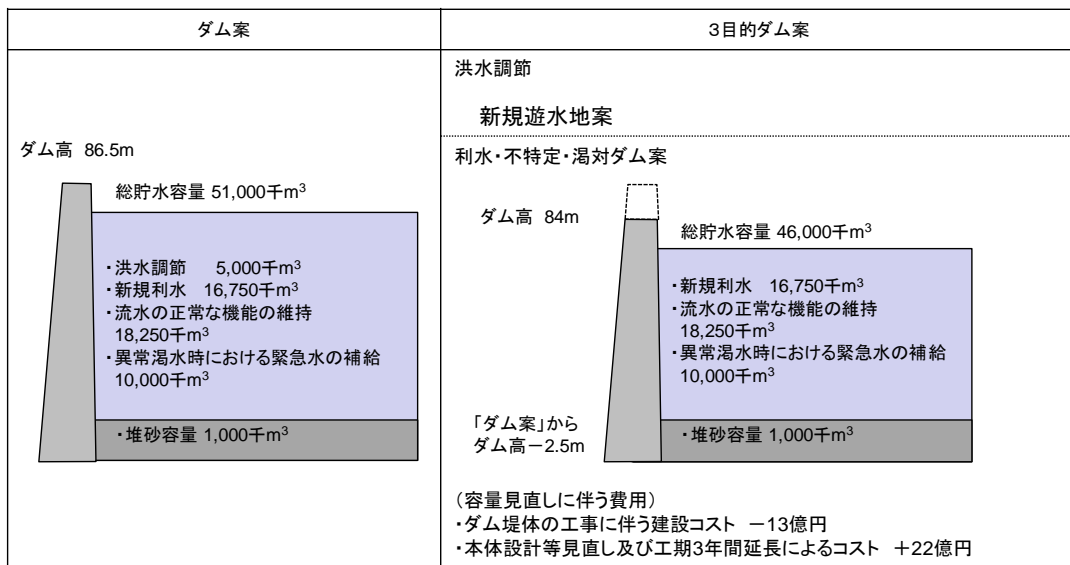 ダム案
3目的ダム案
ダム高 86.5m
総貯水容量 51,000千m³
・洪水調節 5,000千m³
・新規利水 16,750千m³
・流水の正常な機能の維持
18,250千m³
・異常渇水時における緊急水の補給
10,000千m³
・堆砂容量 1,000千m³
洪水調節
新規遊水地案
利水・不特定・渇対ダム案
ダム高 84m
総貯水容量 46,000千m³
・新規利水 16,750千m³
・流水の正常な機能の維持
18,250千m³
・異常渇水時における緊急水の補給
10,000千m³
「ダム案」から
ダム高－2.5m
・堆砂容量 1,000千m³
（容量見直しに伴う費用）
・ダム堤体の工事に伴う建設コスト －13億円
・本体設計等見直し及び工期3年間延長によるコスト ＋22億円